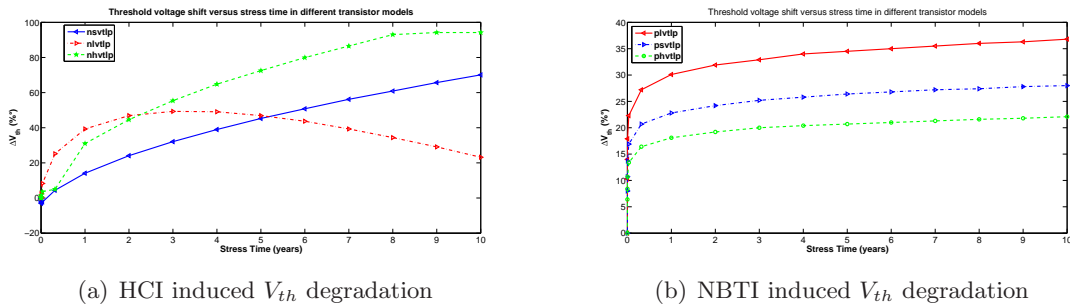 Threshold voltage shift versus stress time in different transistor models
100
80
60
40
20
0
−20
ΔV_th (%°)
nsvtlp
nlvtlp
nhvtlp
0 1 2 3 4 5 6 7 8 9 10
Stress Time (years)
(a) HCI induced V_th degradation
Threshold voltage shift versus stress time in different transistor models
40
35
30
25
20
15
10
5
0
ΔV_th (%°)
plvtlp
psvtlp
phvtlp
0 1 2 3 4 5 6 7 8 9 10
Stress Time (years)
(b) NBTI induced V_th degradation